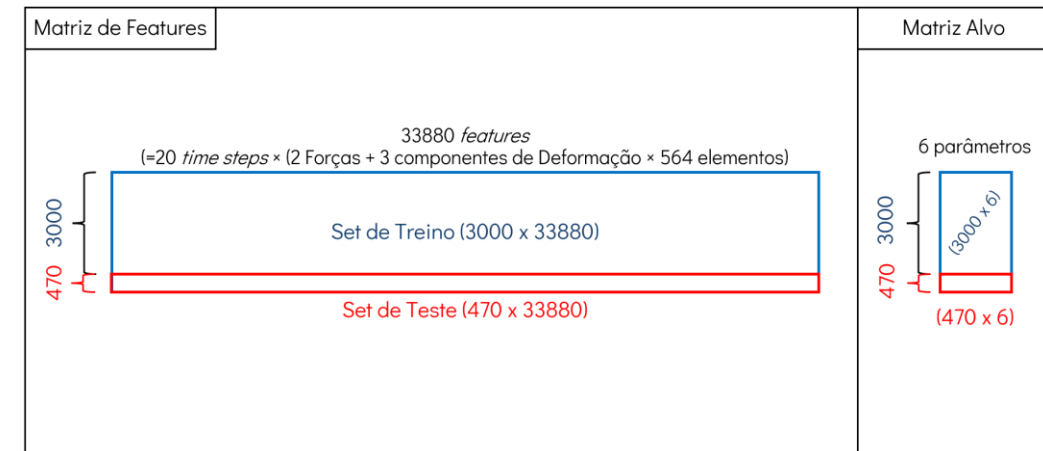 Matriz de Features
Matriz Alvo
33880 features
(=20 time steps × (2 Forças + 3 componentes de Deformação × 564 elementos)
6 parâmetros
3000
Set de Treino (3000 x 33880)
3000
(3000 x 6)
470
470
Set de Teste (470 x 33880)
(470 x 6)